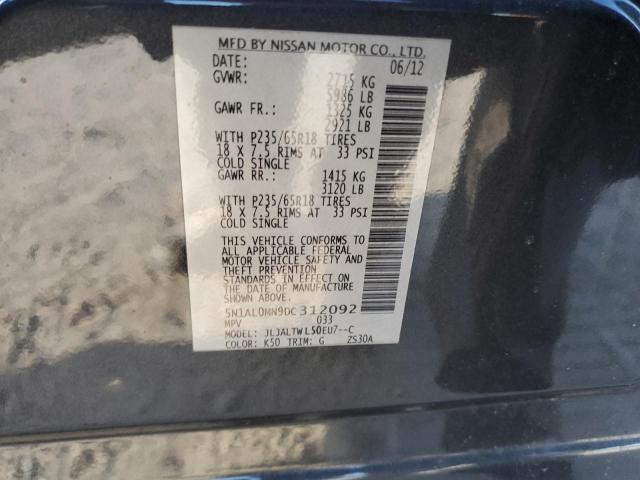 MFD BY NISSAN MOTOR CO., LTD.
DATE: 06/12
GVWR: 2715 KG
5986 LB
GAWR FR.: 1325 KG
2921 LB
WITH P235/65R18 TIRES
18 X 7.5 RIMS AT 33 PSI
COLD SINGLE
GAWR RR.: 1415 KG
3120 LB
WITH P235/65R18 TIRES
18 X 7.5 RIMS AT 33 PSI
COLD SINGLE
THIS VEHICLE CONFORMS TO
ALL APPLICABLE FEDERAL
MOTOR VEHICLE SAFETY AND
THEFT PREVENTION
STANDARDS IN EFFECT ON
THE DATE OF MANUFACTURE
SHOWN ABOVE.
5N1AL0MN9DC312092
MPV 033
MODEL: JLJALTWL50EU7--C
COLOR: K50 TRIM: G ZS30A